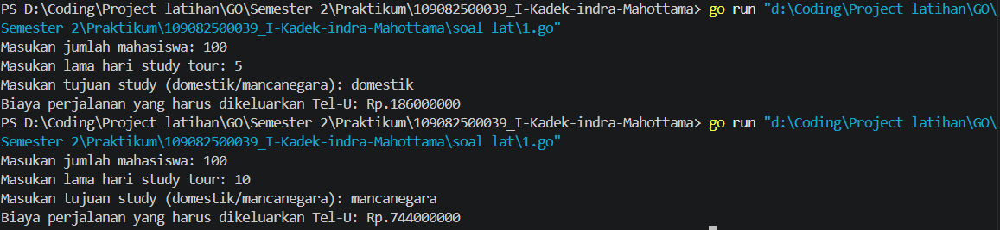 PS D:\Coding\Project latihan\GO\Semester 2\Praktikum\109082500039_I-Kadek-indra-Mahottama> go run "d:\Coding\Project latihan\GO\
Semester 2\Praktikum\109082500039_I-Kadek-indra-Mahottama\soal lat\1.go"
Masukan jumlah mahasiswa: 100
Masukan lama hari study tour: 5
Masukan tujuan study (domestik/mancanegara): domestik
Biaya perjalanan yang harus dikeluarkan Tel-U: Rp.186000000
PS D:\Coding\Project latihan\GO\Semester 2\Praktikum\109082500039_I-Kadek-indra-Mahottama> go run "d:\Coding\Project latihan\GO\
Semester 2\Praktikum\109082500039_I-Kadek-indra-Mahottama\soal lat\1.go"
Masukan jumlah mahasiswa: 100
Masukan lama hari study tour: 10
Masukan tujuan study (domestik/mancanegara): mancanegara
Biaya perjalanan yang harus dikeluarkan Tel-U: Rp.744000000